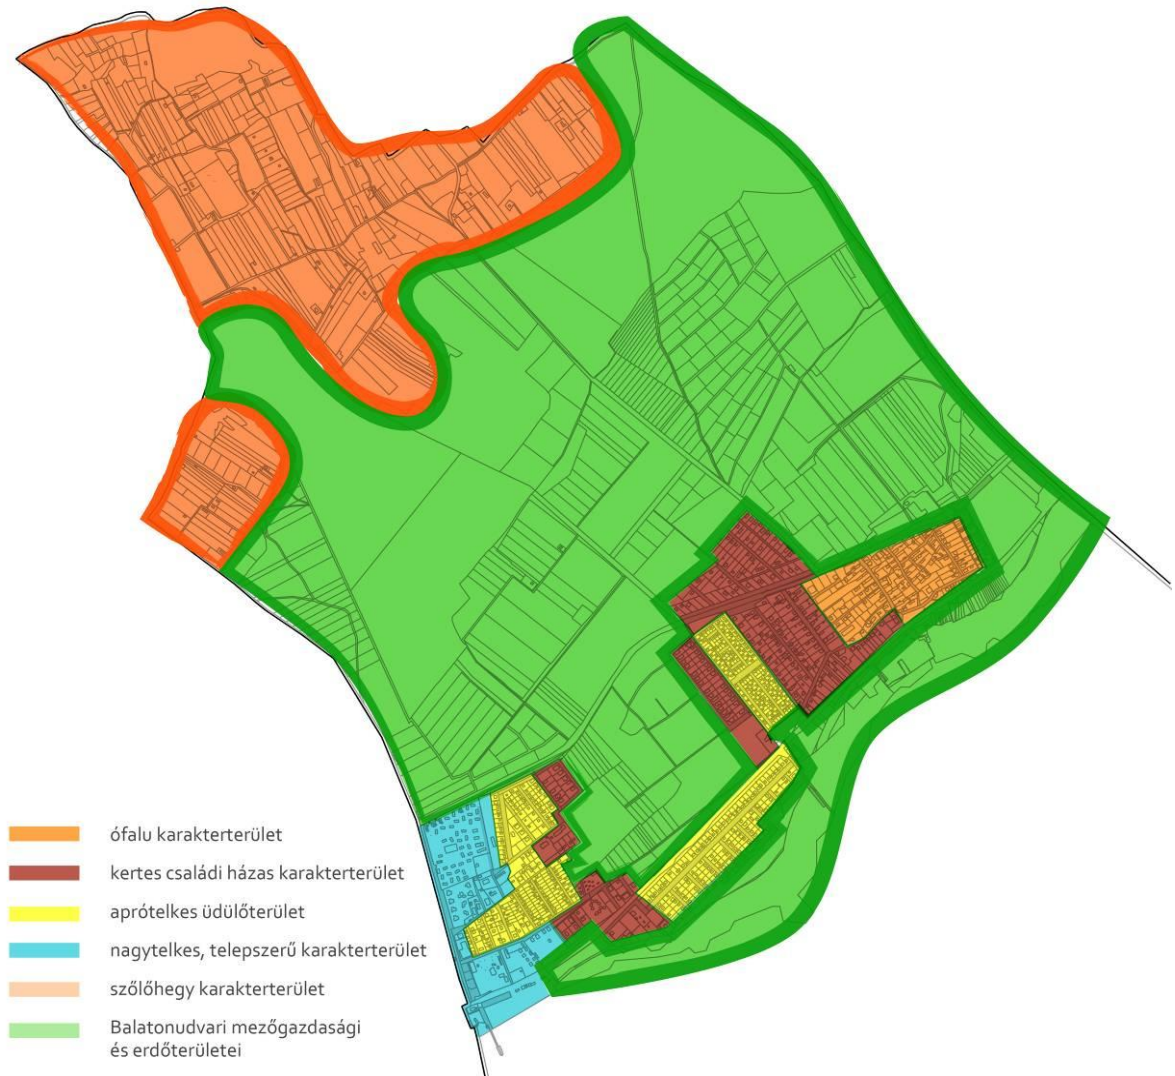 ófalu karakterterület
kertes családi házas karakterterület
aprótelkes üdülőterület
nagytelkes, telepszerű karakterterület
szőlőhegy karakterterület
Balatonudvari mezőgazdasági
és erdőterületei